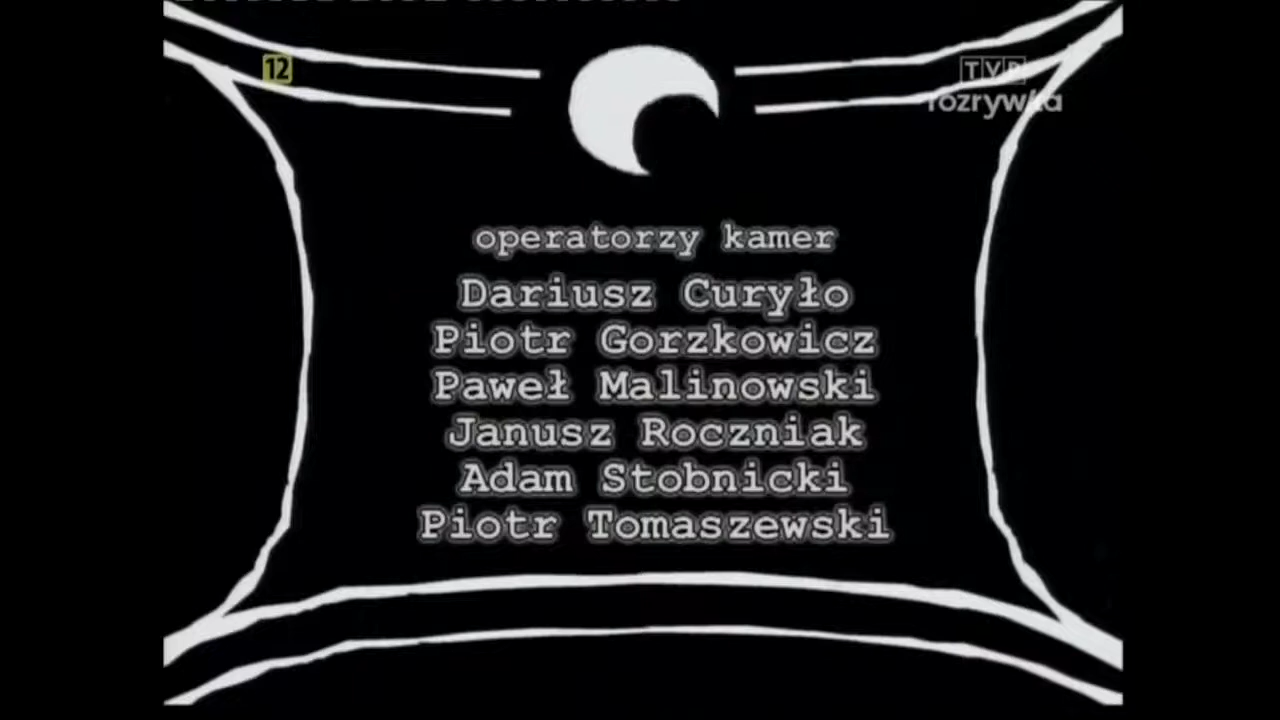 12
TVP
rozrywka
operatorzy kamer
Dariusz Curyło
Piotr Gorzkowicz
Paweł Malinowski
Janusz Roczniak
Adam Stobnicki
Piotr Tomaszewski